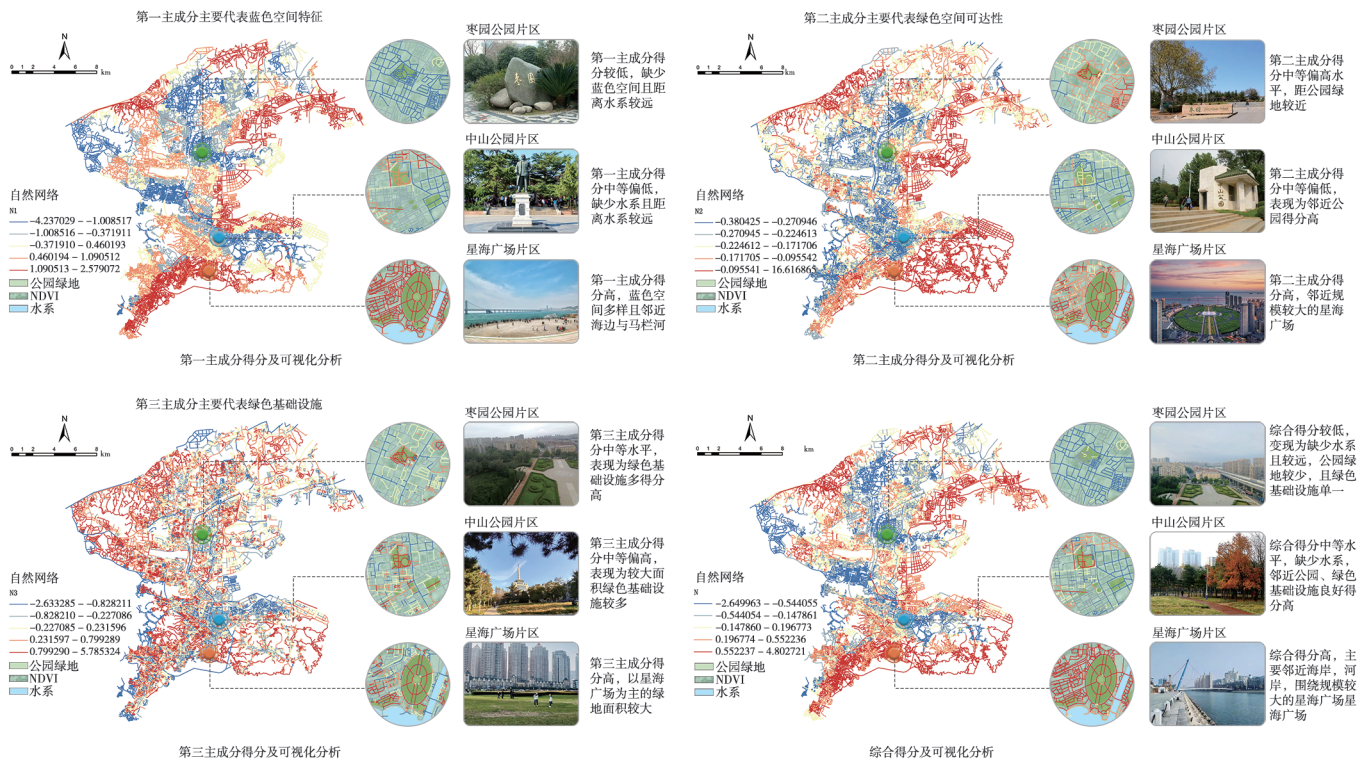 第一主成分主要代表蓝色空间特征
N
0 1 2 4 6 8
km
自然网络
N1
-4.237029 - -1.008517
-1.008516 - -0.371911
-0.371910 - 0.460193
0.460194 - 1.090512
1.090513 - 2.579072
公园绿地
NDVI
水系
枣园公园片区
第一主成分得
分较低，缺少
蓝色空间且距
离水系较远
中山公园片区
第一主成分得
分中等偏低，
缺少水系且距
离水系较远
星海广场片区
第一主成分得
分高，蓝色空
间多样且邻近
海边与马栏河
第一主成分得分及可视化分析
第二主成分主要代表绿色空间可达性
N
0 1 2 4 6 8
km
自然网络
N2
-0.380425 - -0.270946
-0.270945 - -0.224613
-0.224612 - -0.171706
-0.171705 - -0.095542
-0.095541 - 16.616865
公园绿地
NDVI
水系
枣园公园片区
第二主成分得
分中等偏高水
平，距公园绿
地较近
中山公园片区
第二主成分得
分中等偏低，
表现为邻近公
园得分高
星海广场片区
第二主成分得
分高，邻近规
模较大的星海
广场
第二主成分得分及可视化分析
第三主成分主要代表绿色基础设施
N
0 1 2 4 6 8
km
自然网络
N3
-2.633285 - -0.828211
-0.828210 - -0.227086
-0.227085 - 0.231596
0.231597 - 0.799289
0.799290 - 5.785324
公园绿地
NDVI
水系
枣园公园片区
第三主成分得
分中等水平，
表现为绿色基
础设施多得分
高
中山公园片区
第三主成分得
分中等偏高，
表现为较大面
积绿色基础设
施较多
星海广场片区
第三主成分得
分高，以星海
广场为主的绿
地面积较大
第三主成分得分及可视化分析
N
0 1 2 4 6 8
km
自然网络
N
-2.649963 - -0.544055
-0.544054 - -0.147861
-0.147860 - 0.196773
0.196774 - 0.552236
0.552237 - 4.802721
公园绿地
NDVI
水系
枣园公园片区
综合得分较低，
变现为缺少水系
且较远，公园绿
地较少，且绿色
基础设施单一
中山公园片区
综合得分中等水
平，缺少水系，
邻近公园、绿色
基础设施良好得
分高
星海广场片区
综合得分高，主
要邻近海岸，河
岸，围绕规模较
大的星海广场星
海广场
综合得分及可视化分析